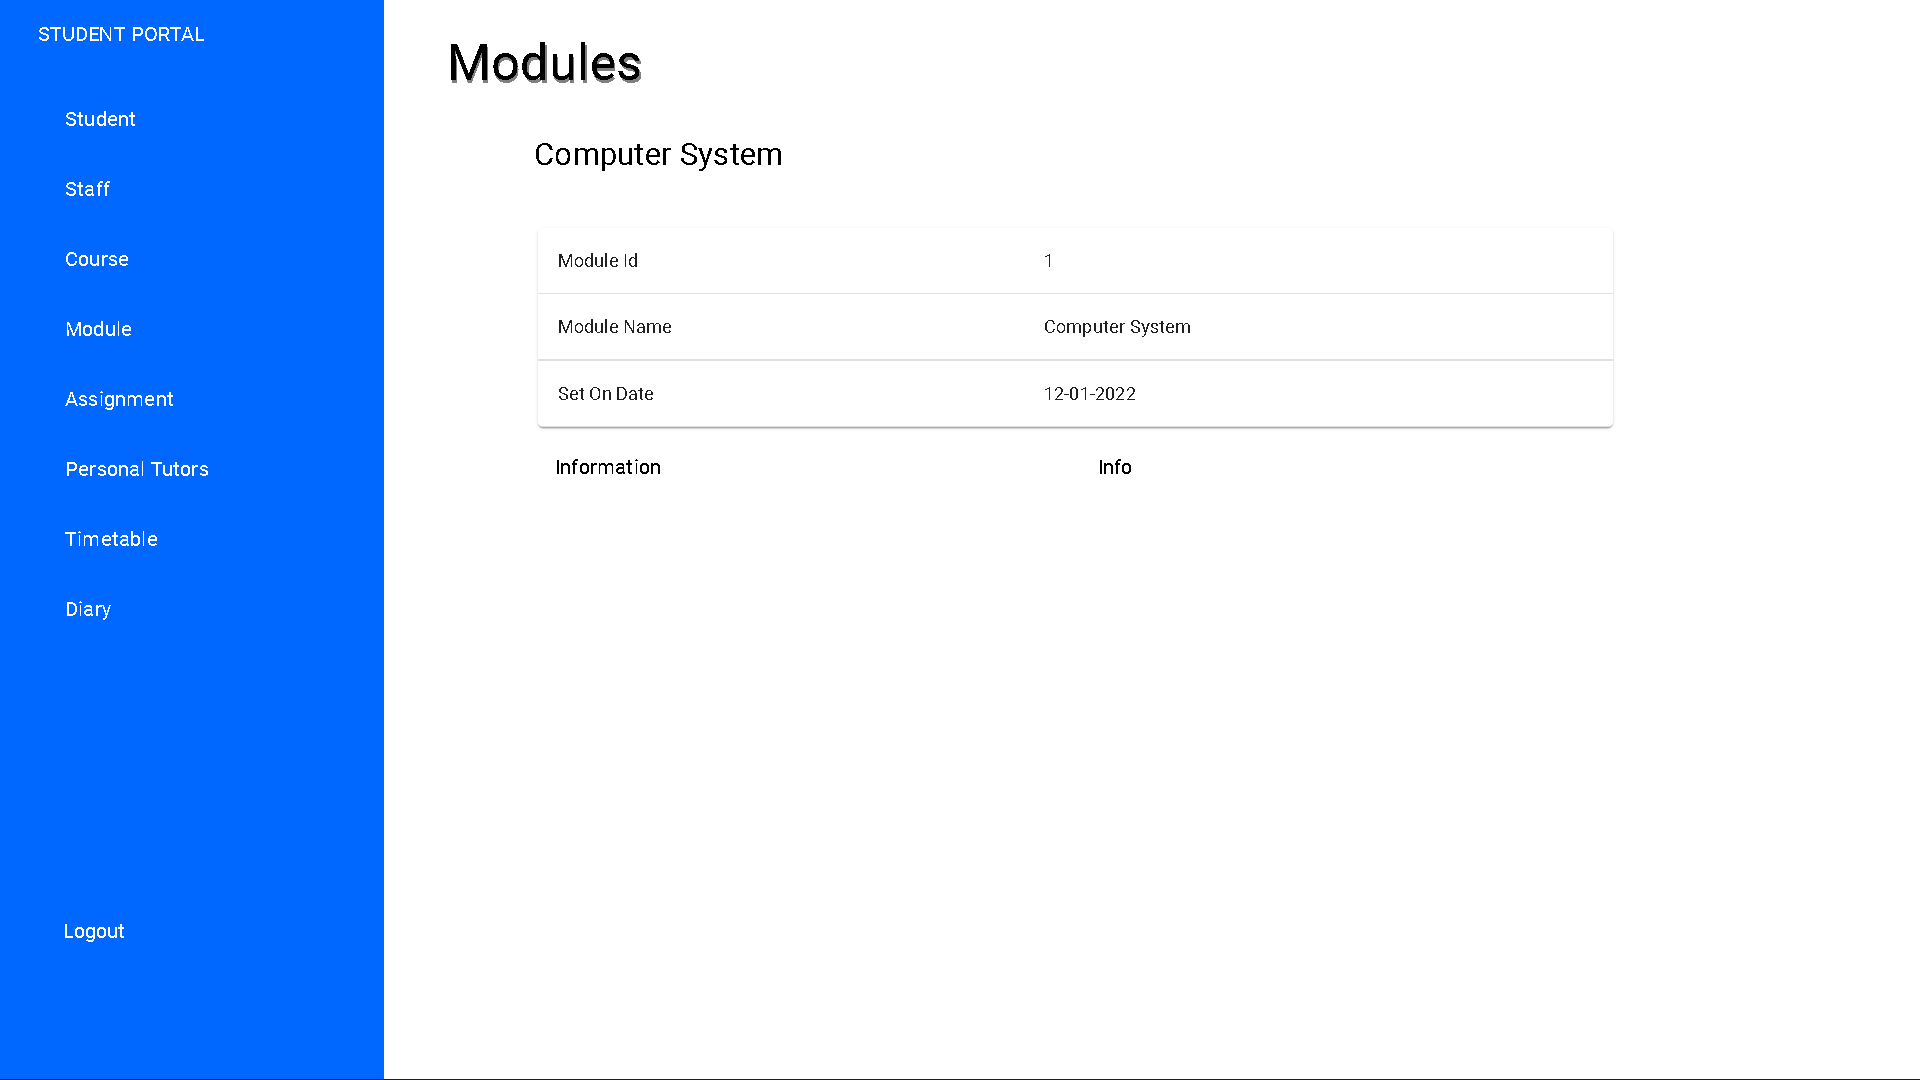 STUDENT PORTAL
Student
Staff
Course
Module
Assignment
Personal Tutors
Timetable
Diary
Logout
Modules
Computer System
Module Id 1
Module Name Computer System
Set On Date 12-01-2022
Information Info